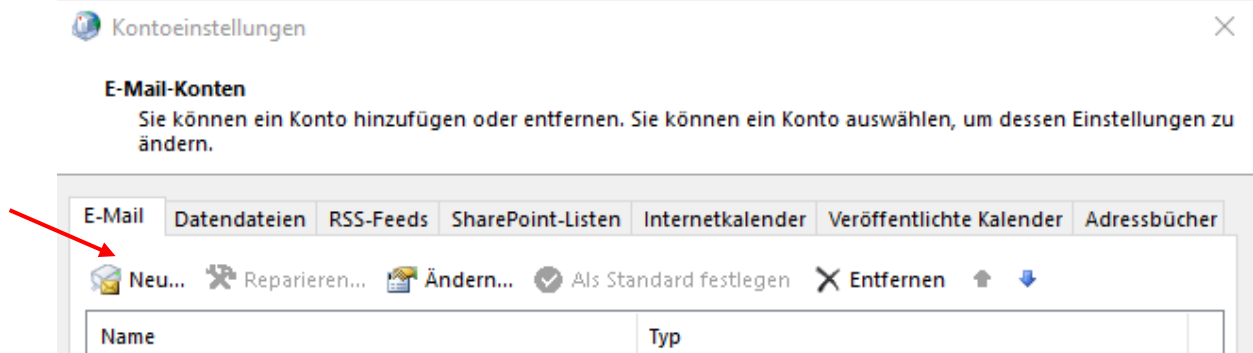 Kontoeinstellungen
E-Mail-Konten
Sie können ein Konto hinzufügen oder entfernen. Sie können ein Konto auswählen, um dessen Einstellungen zu
ändern.
E-Mail Datendateien RSS-Feeds SharePoint-Listen Internetkalender Veröffentlichte Kalender Adressbücher
Neu... Reparieren... Ändern... Als Standard festlegen Entfernen
Name Typ